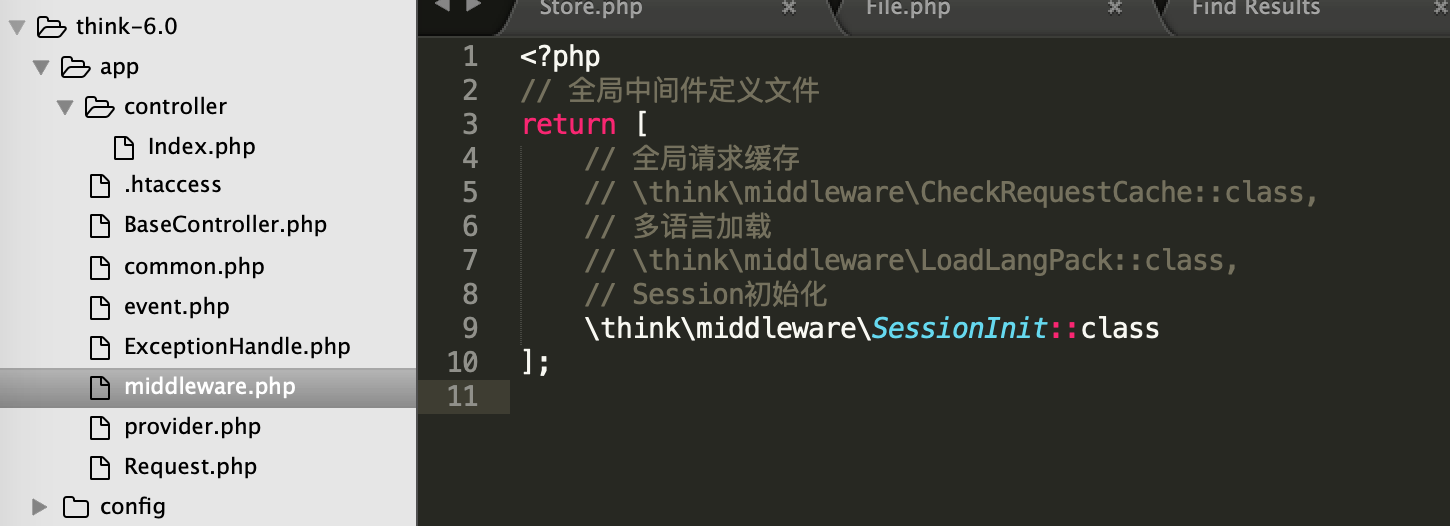 think-6.0
app
controller
Index.php
.htaccess
BaseController.php
common.php
event.php
ExceptionHandle.php
middleware.php
provider.php
Request.php
config
Store.php
File.php
Find Results
1 <?php
2 // 全局中间件定义文件
3 return [
4 // 全局请求缓存
5 // \think\middleware\CheckRequestCache::class,
6 // 多语言加载
7 // \think\middleware\LoadLangPack::class,
8 // Session初始化
9 \think\middleware\SessionInit::class
10 ];
11